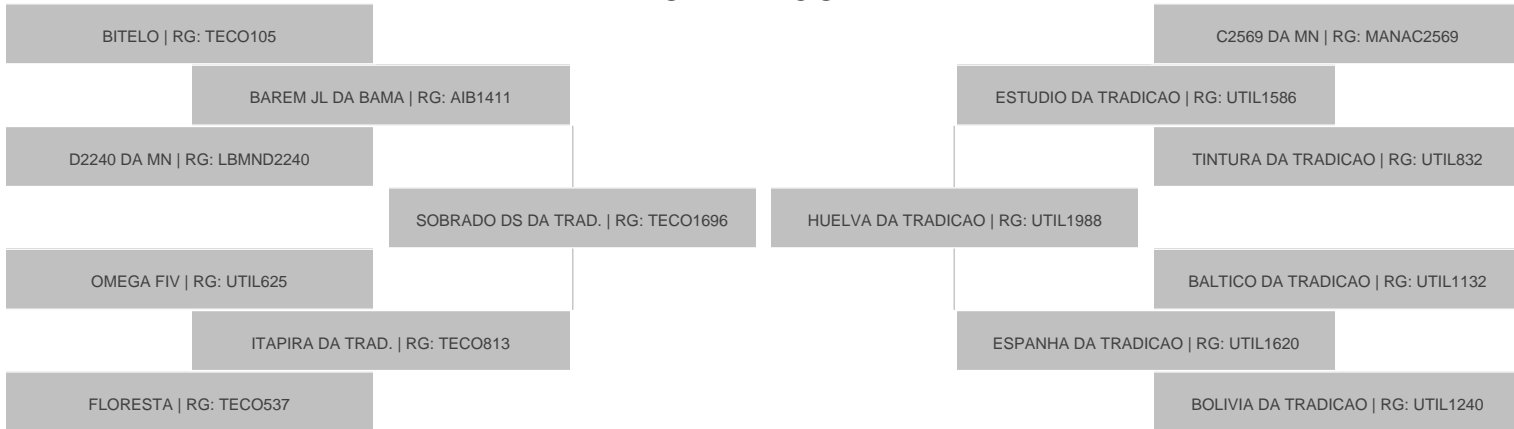 BITELO | RG: TECO105
C2569 DA MN | RG: MANAC2569
BAREM JL DA BAMA | RG: AIB1411
ESTUDIO DA TRADICAO | RG: UTIL1586
D2240 DA MN | RG: LBMND2240
TINTURA DA TRADICAO | RG: UTIL832
SOBRADO DS DA TRAD. | RG: TECO1696
HUELVA DA TRADICAO | RG: UTIL1988
OMEGA FIV | RG: UTIL625
BALTICO DA TRADICAO | RG: UTIL1132
ITAPIRA DA TRAD. | RG: TECO813
ESPANHA DA TRADICAO | RG: UTIL1620
FLORESTA | RG: TECO537
BOLIVIA DA TRADICAO | RG: UTIL1240